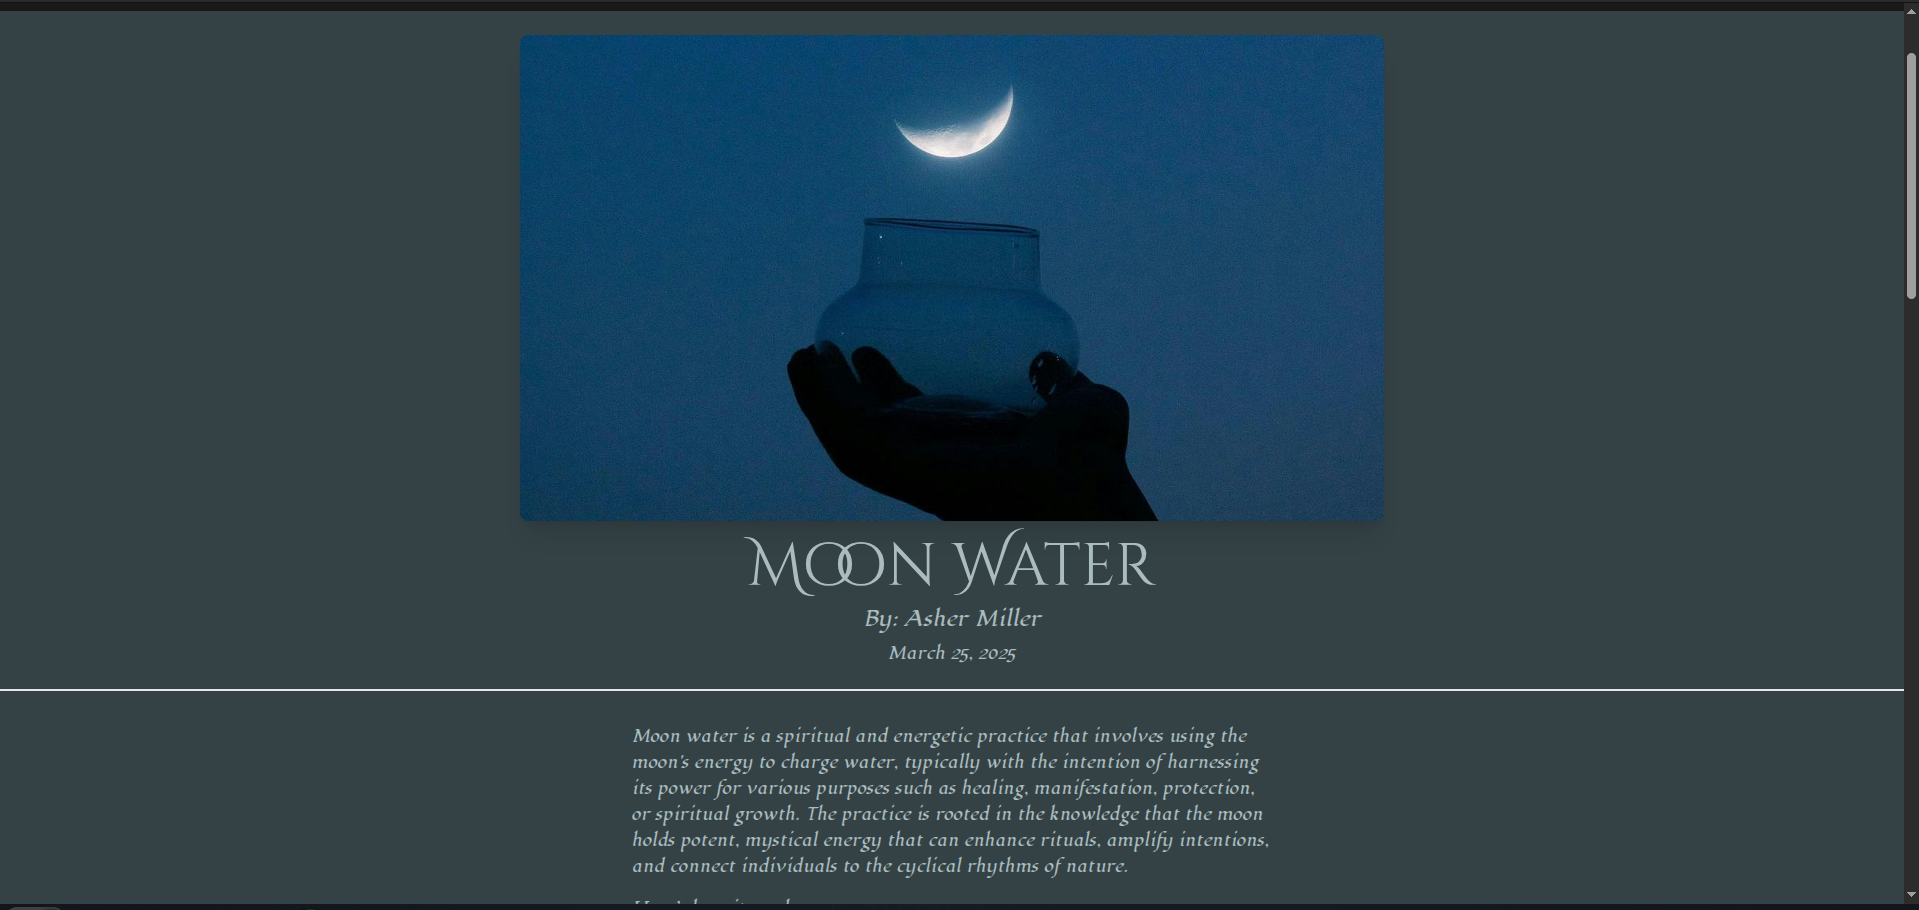 Moon Water
By: Asher Miller
March 25, 2025
Moon water is a spiritual and energetic practice that involves using the
moon's energy to charge water, typically with the intention of harnessing
its power for various purposes such as healing, manifestation, protection,
or spiritual growth. The practice is rooted in the knowledge that the moon
holds potent, mystical energy that can enhance rituals, amplify intentions,
and connect individuals to the cyclical rhythms of nature.